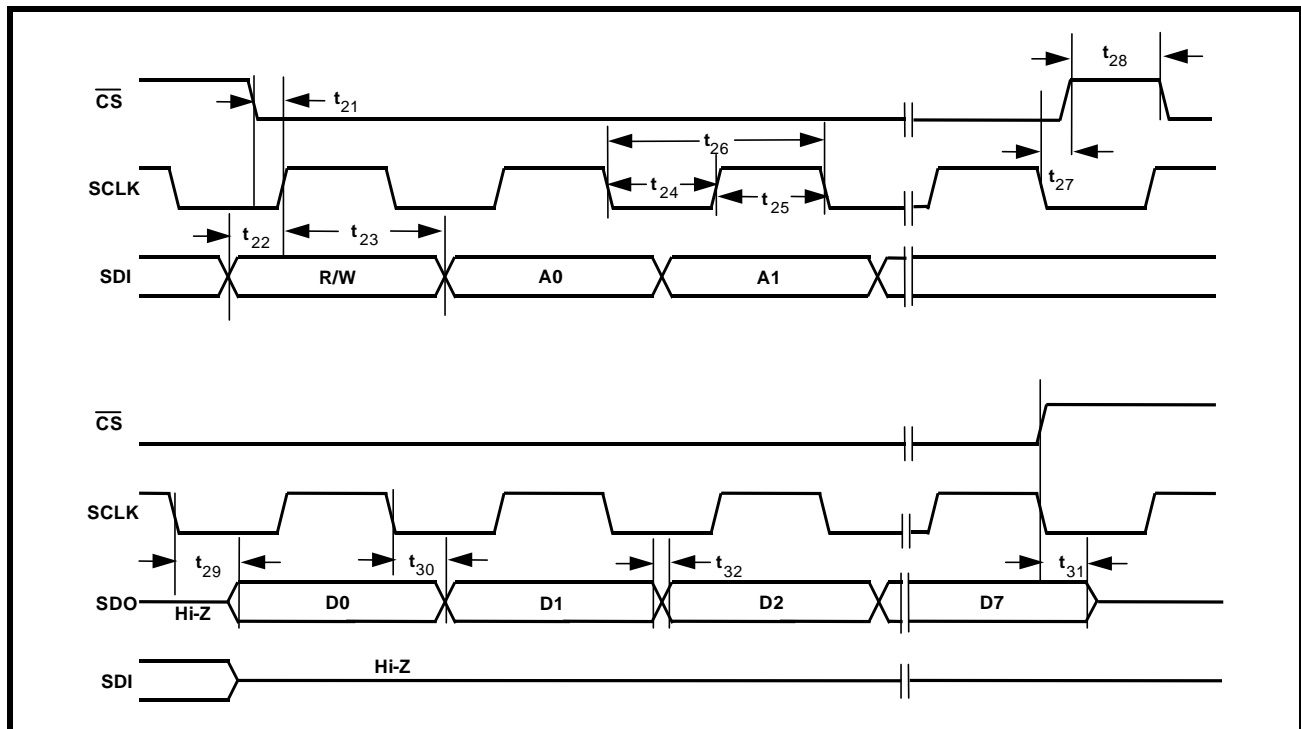 t28
CS
t21
t26
SCLK
t24
t25
t27
t22
t23
SDI
R/W
A0
A1
CS
SCLK
t29
t30
t32
t31
SDO
Hi-Z
D0
D1
D2
D7
SDI
Hi-Z